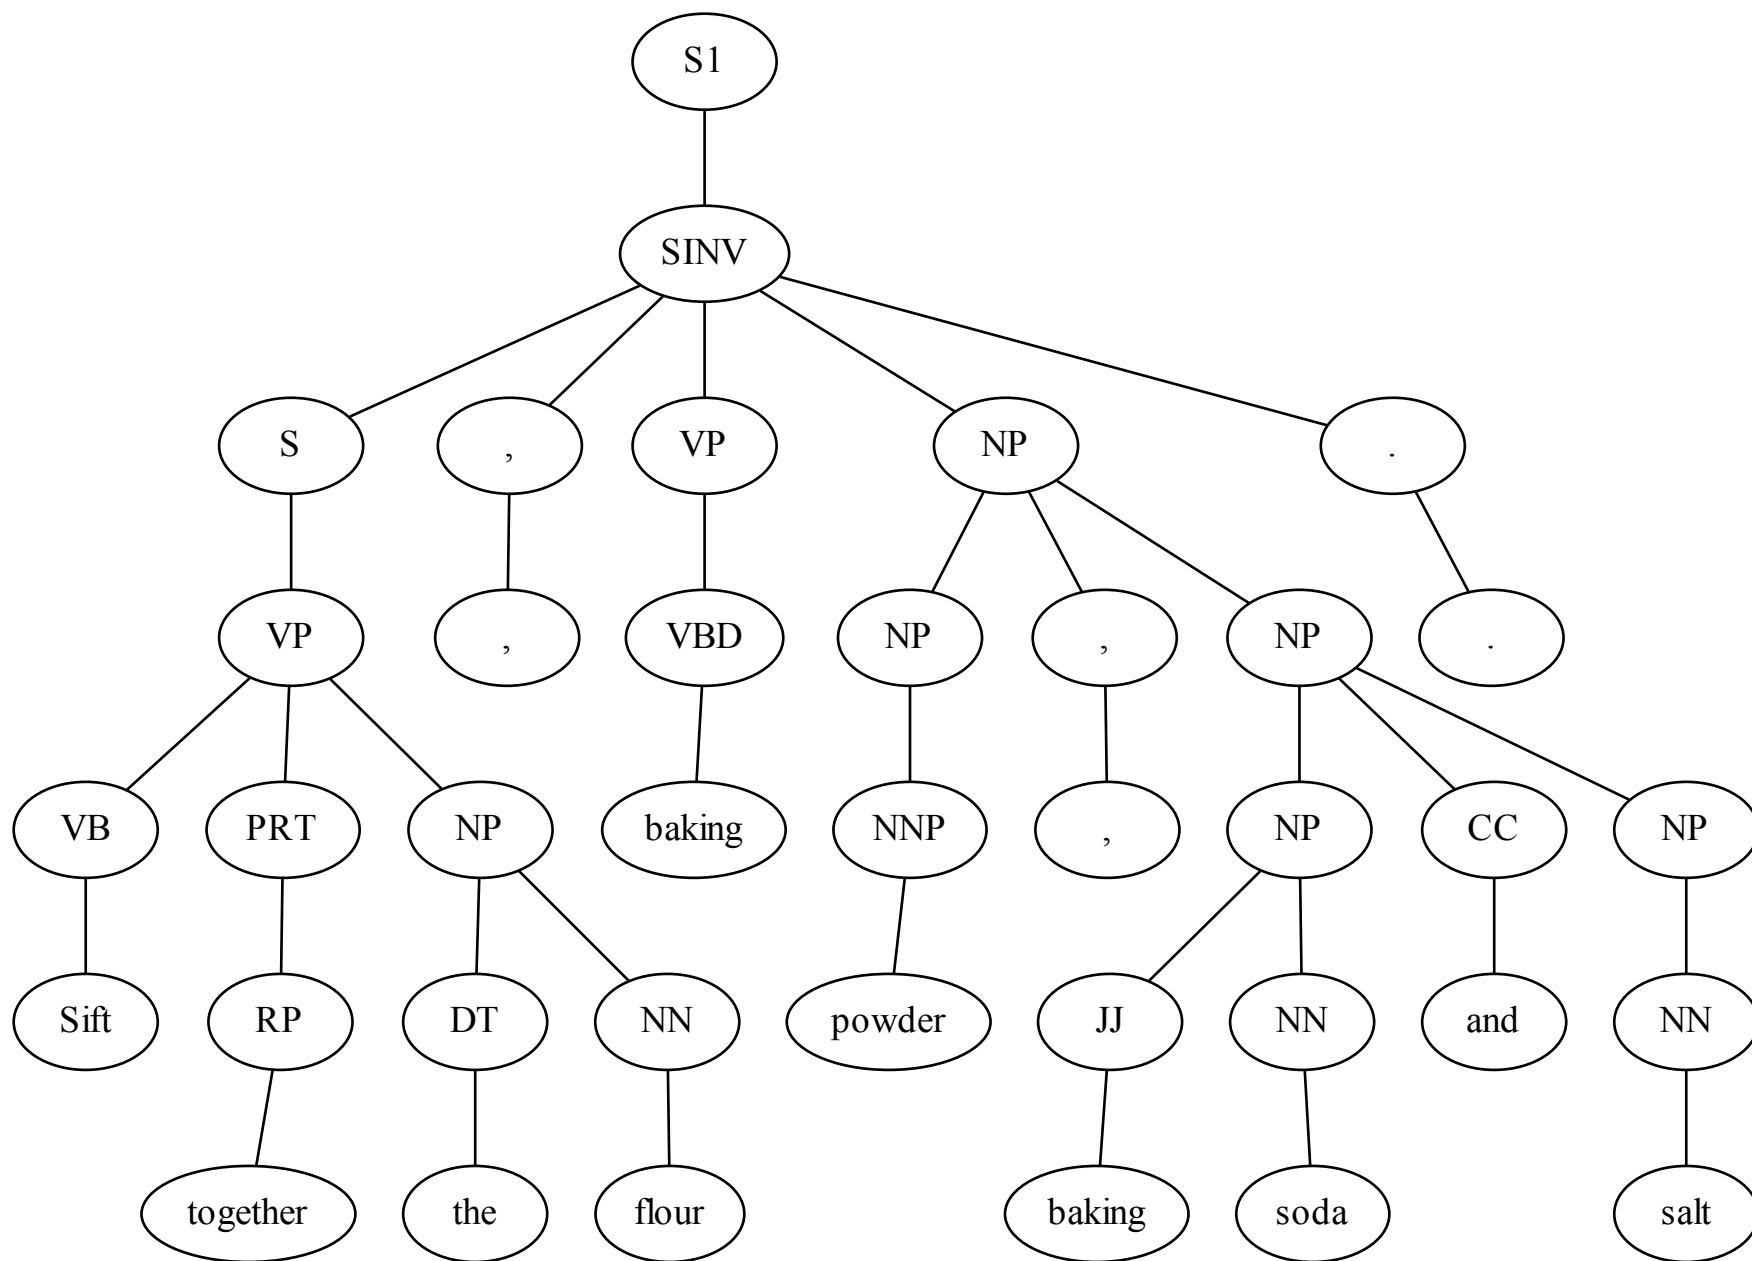 S1
SINV
S , VP NP .
VP , VBD NP , NP .
VB PRT NP baking NNP , NP CC NP
Sift RP DT NN powder JJ NN and NN
together the flour baking soda salt